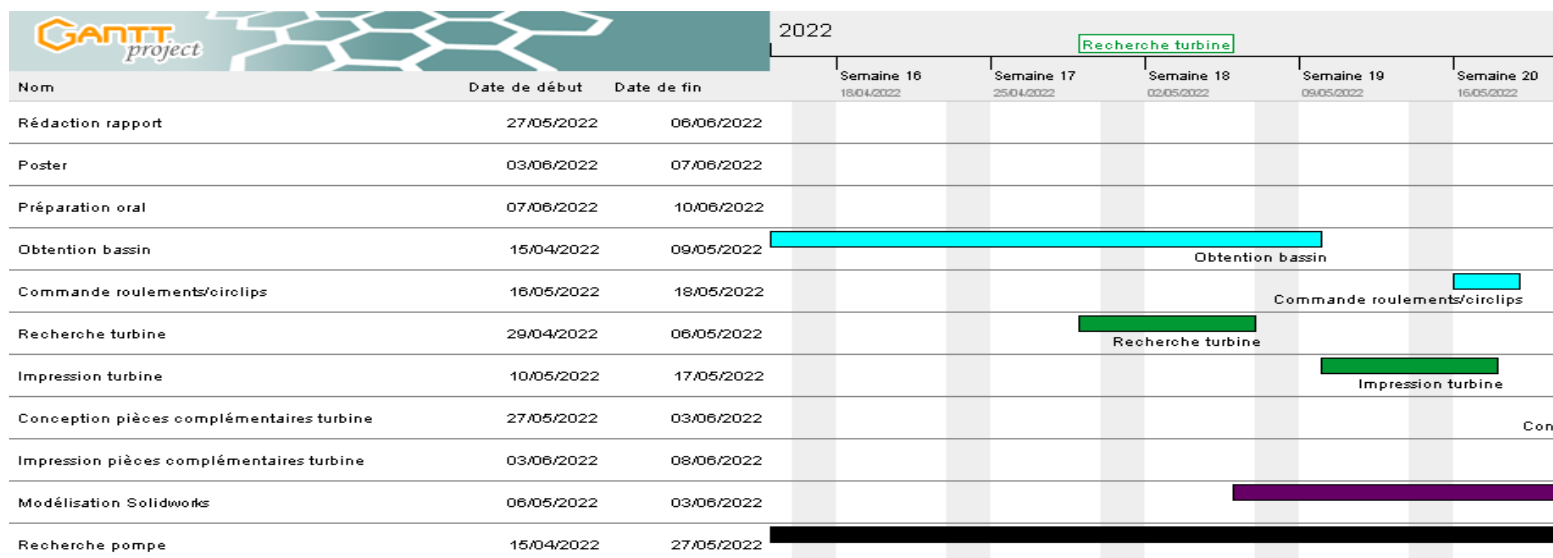 GANTT
project
2022
Recherche turbine
Nom Date de début Date de fin
Semaine 16 Semaine 17 Semaine 18 Semaine 19 Semaine 20
18/04/2022 25/04/2022 02/05/2022 09/05/2022 16/05/2022
Rédaction rapport 27/05/2022 06/06/2022
Poster 03/06/2022 07/06/2022
Préparation oral 07/06/2022 10/06/2022
Obtention bassin 15/04/2022 09/05/2022
Obtention bassin
Commande roulements/circlips 16/05/2022 18/05/2022
Commande roulements/circlips
Recherche turbine 29/04/2022 06/05/2022
Recherche turbine
Impression turbine 10/05/2022 17/05/2022
Impression turbine
Conception pièces complémentaires turbine 27/05/2022 03/06/2022
Con
Impression pièces complémentaires turbine 03/06/2022 08/06/2022
Modélisation Solidworks 06/05/2022 03/06/2022
Recherche pompe 15/04/2022 27/05/2022